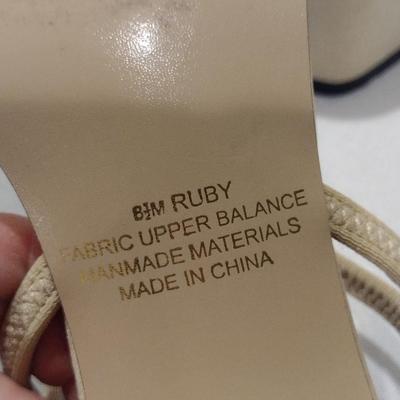 8½M RUBY
FABRIC UPPER BALANCE
MANMADE MATERIALS
MADE IN CHINA